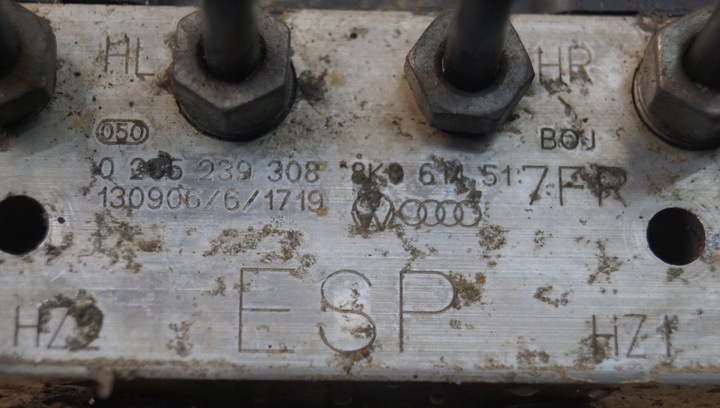 HL
HR
050
BOJ
0 265 239 308 8K0 614 517FR
130906/6/1719
ESP
HZ2 HZ1